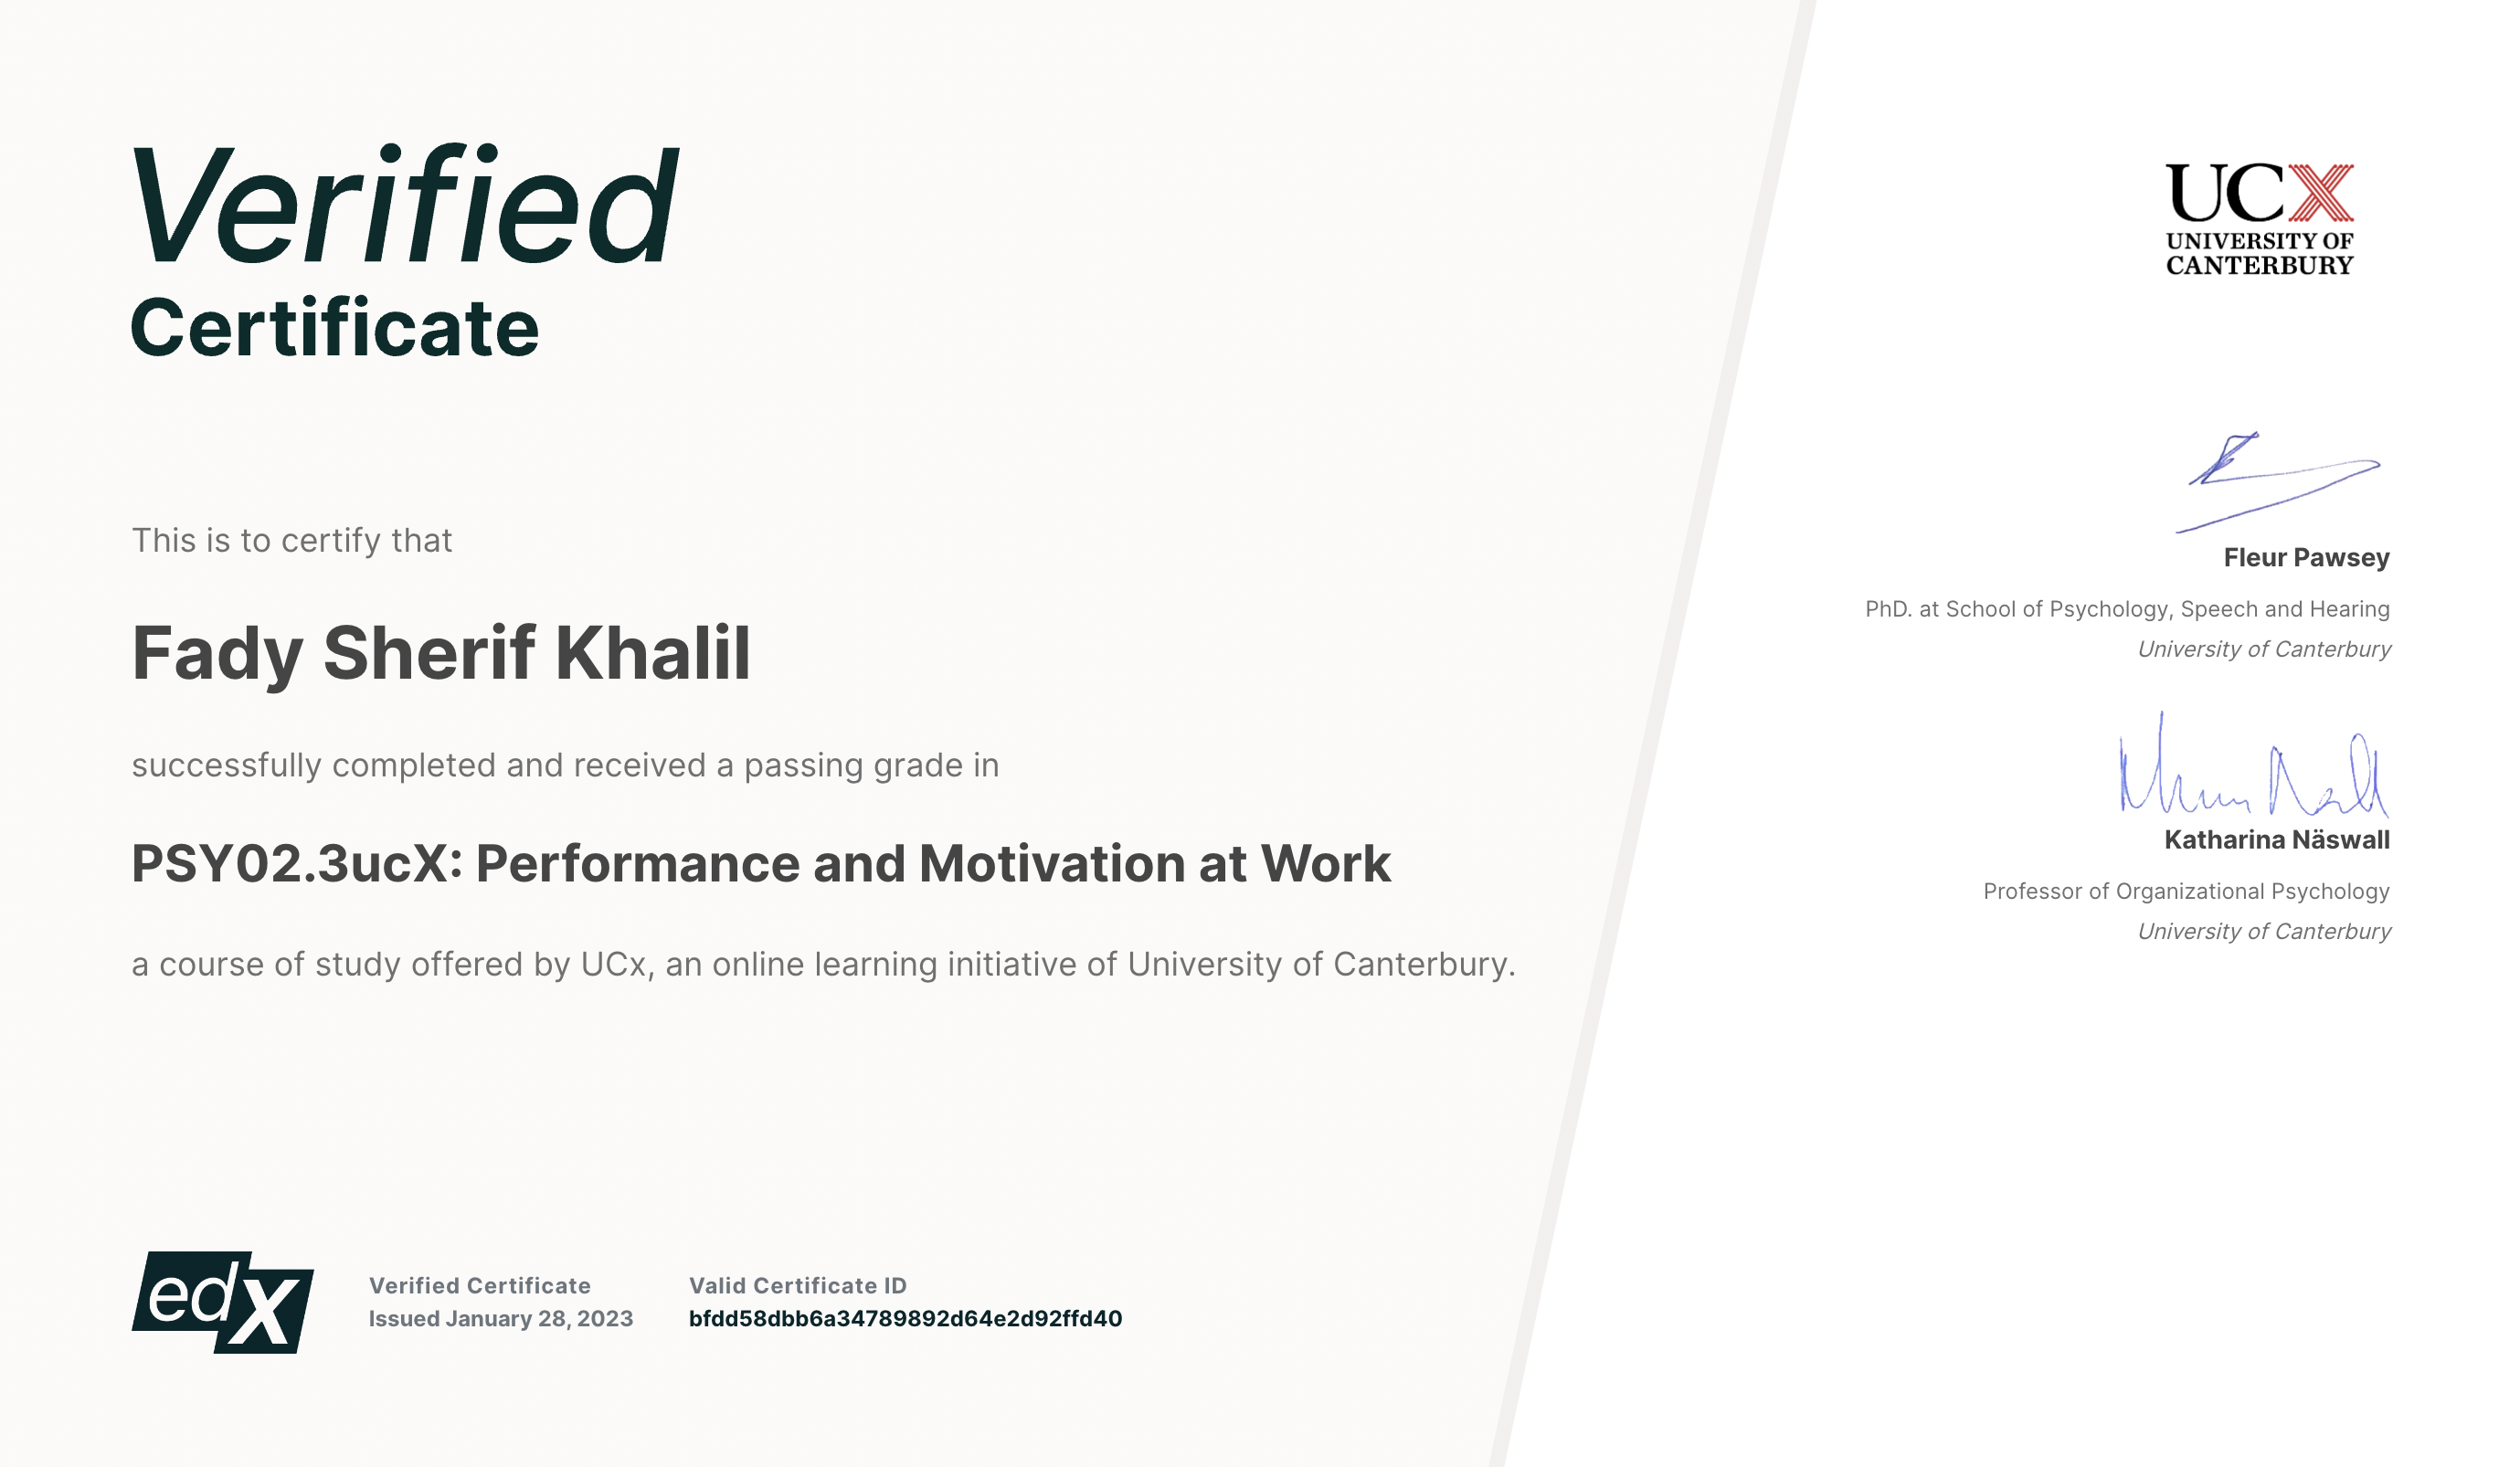 Verified
Certificate
This is to certify that
Fady Sherif Khalil
successfully completed and received a passing grade in
PSY02.3ucX: Performance and Motivation at Work
a course of study offered by UCx, an online learning initiative of University of Canterbury.
edX
Verified Certificate
Issued January 28, 2023
Valid Certificate ID
bfdd58dbb6a34789892d64e2d92ffd40
UCX
UNIVERSITY OF
CANTERBURY
Fleur Pawsey
PhD. at School of Psychology, Speech and Hearing
University of Canterbury
Katharina Näswall
Professor of Organizational Psychology
University of Canterbury